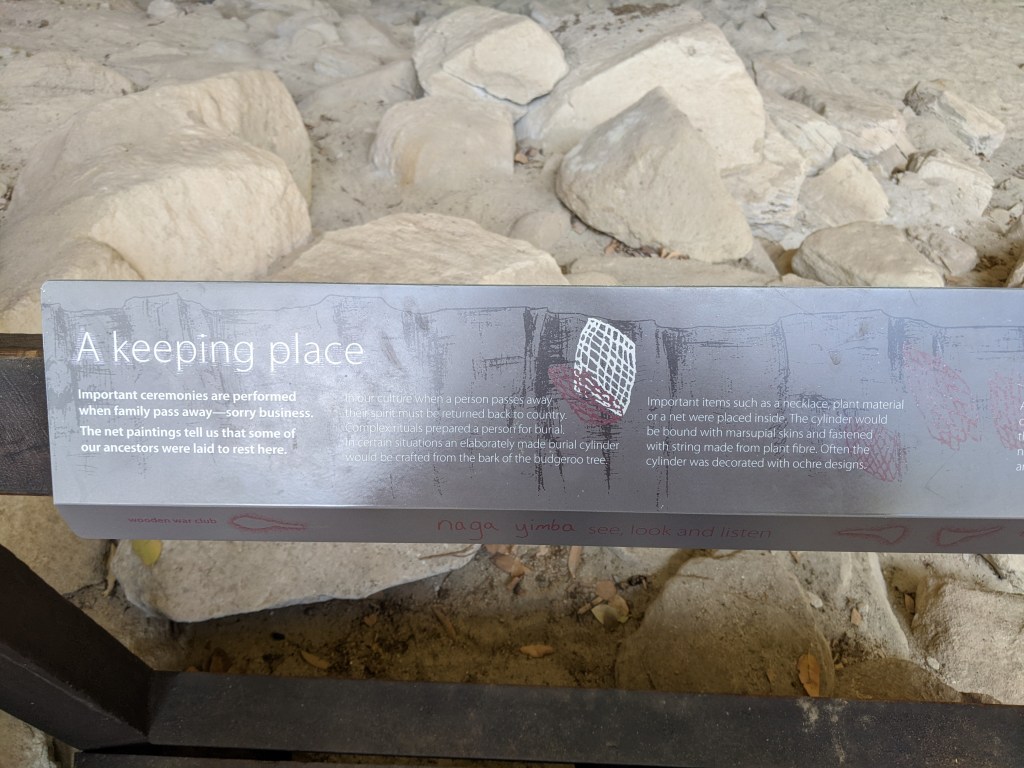 A keeping place
Important ceremonies are performed
when family pass away—sorry business.
The net paintings tell us that some of
our ancestors were laid to rest here.
In our culture when a person passes away
their spirit must be returned back to country.
Complex rituals prepared a person for burial.
In certain situations an elaborately made burial cylinder
would be crafted from the bark of the budgeroo tree.
Important items such as a necklace, plant material
or a net were placed inside. The cylinder would
be bound with marsupial skins and fastened
with string made from plant fibre. Often the
cylinder was decorated with ochre designs.
wooden war club
naga yimba see, look and listen